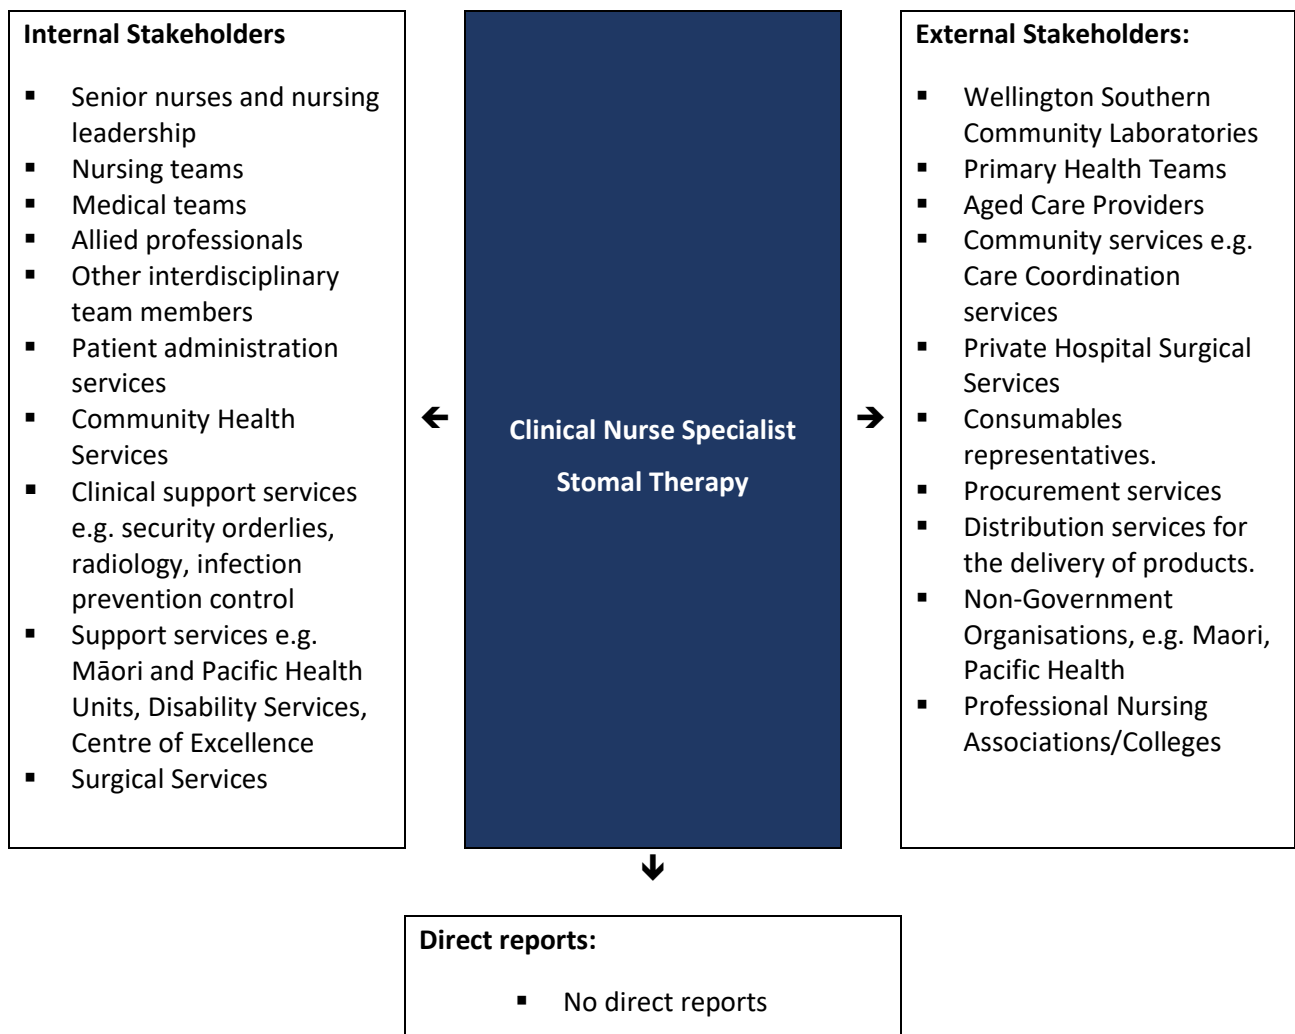 Internal Stakeholders
▪ Senior nurses and nursing
leadership
▪ Nursing teams
▪ Medical teams
▪ Allied professionals
▪ Other interdisciplinary
team members
▪ Patient administration
services
▪ Community Health
Services
▪ Clinical support services
e.g. security orderlies,
radiology, infection
prevention control
▪ Support services e.g.
Māori and Pacific Health
Units, Disability Services,
Centre of Excellence
▪ Surgical Services
Clinical Nurse Specialist
Stomal Therapy
External Stakeholders:
▪ Wellington Southern
Community Laboratories
▪ Primary Health Teams
▪ Aged Care Providers
▪ Community services e.g.
Care Coordination
services
▪ Private Hospital Surgical
Services
▪ Consumables
representatives.
▪ Procurement services
▪ Distribution services for
the delivery of products.
▪ Non-Government
Organisations, e.g. Maori,
Pacific Health
▪ Professional Nursing
Associations/Colleges
Direct reports:
▪ No direct reports